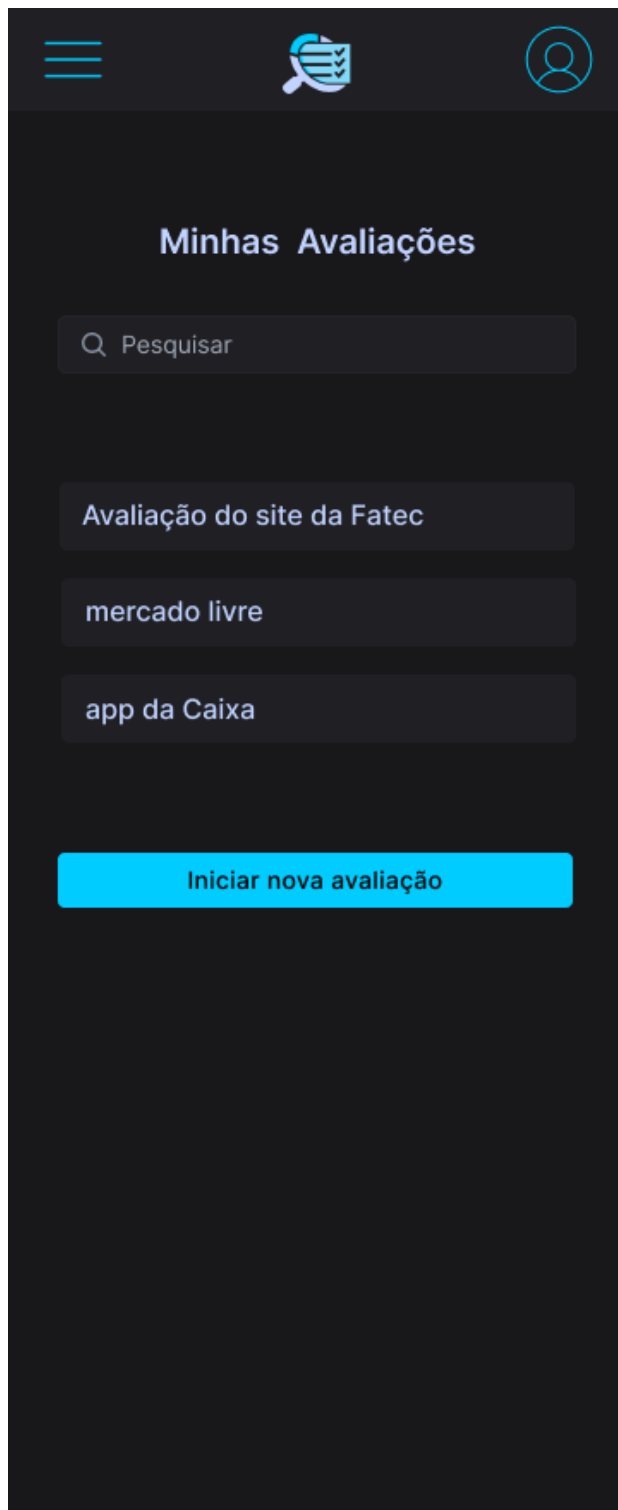 Minhas Avaliações
Pesquisar
Avaliação do site da Fatec
mercado livre
app da Caixa
Iniciar nova avaliação